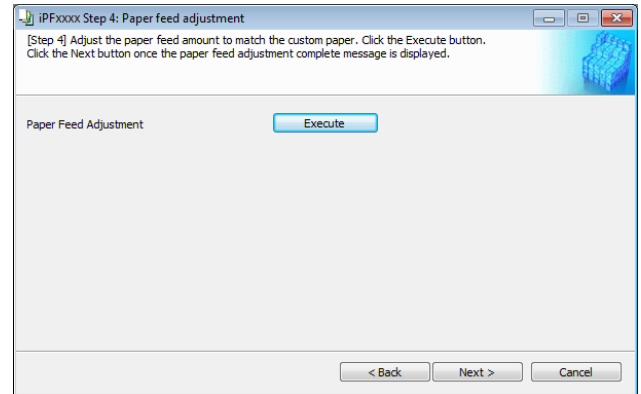 iPFxxxx Step 4: Paper feed adjustment
[Step 4] Adjust the paper feed amount to match the custom paper. Click the Execute button.
Click the Next button once the paper feed adjustment complete message is displayed.
Paper Feed Adjustment Execute
< Back Next > Cancel